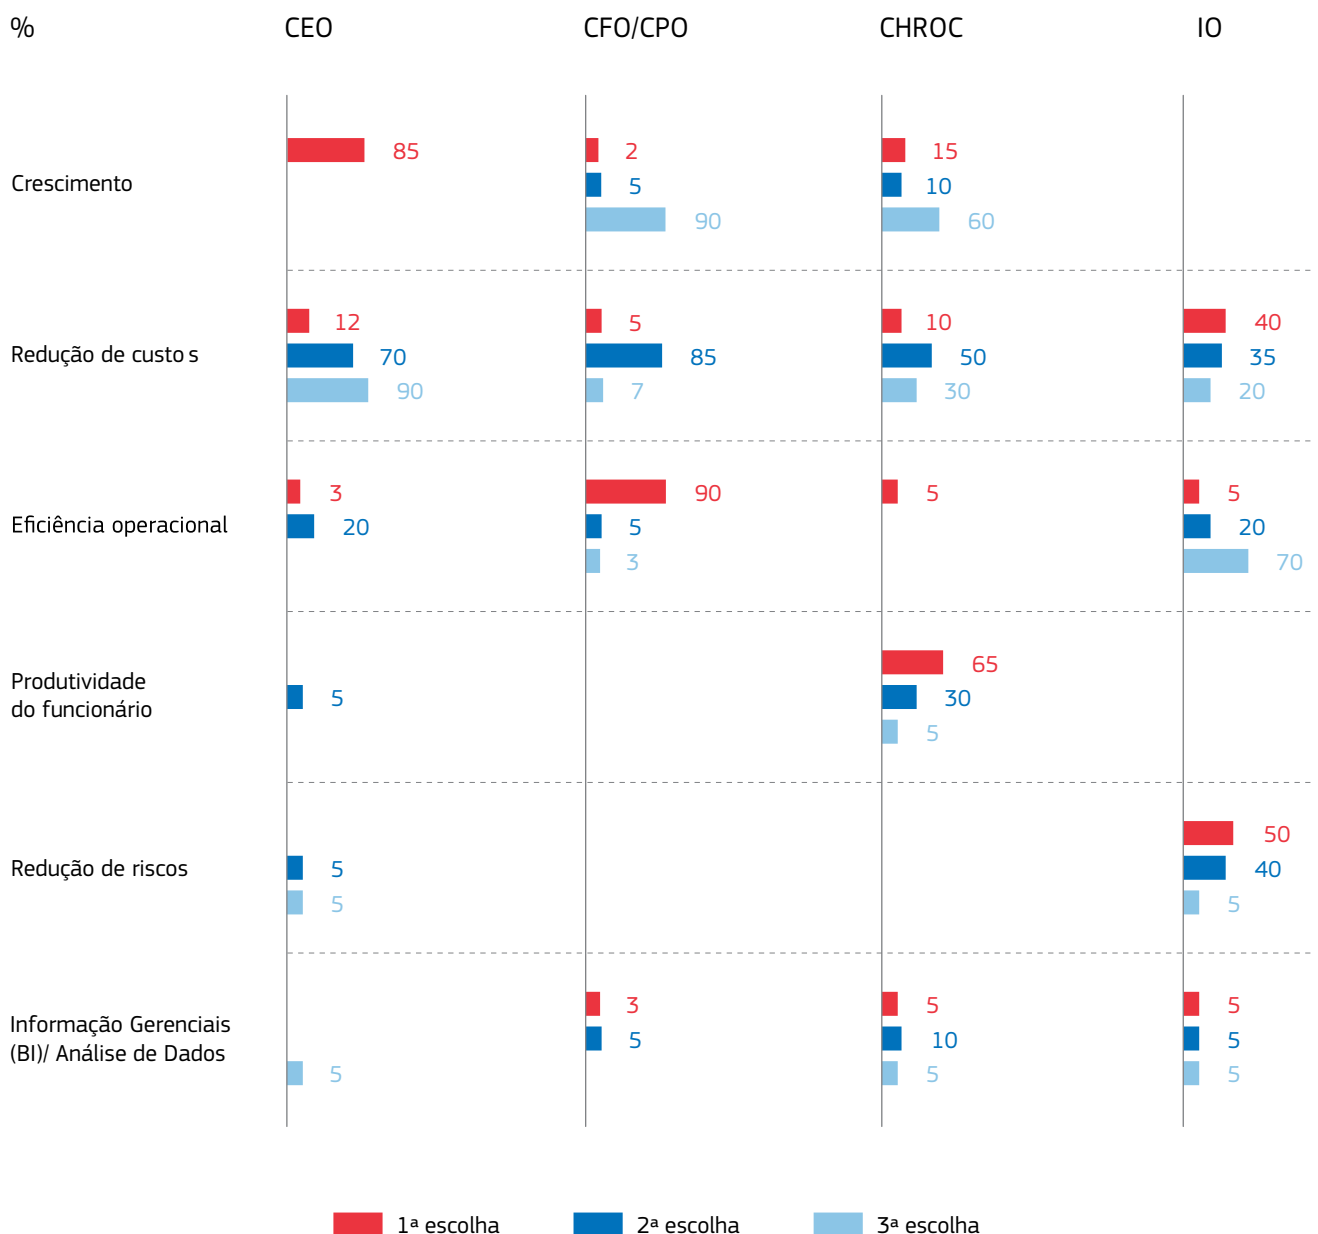 % CEO CFO/CPO CHROC IO
85 2 15
Crescimento 5 10
90 60
12 5 10 40
Redução de custo s 70 85 50 35
90 7 30 20
3 90 5 5
Eficiência operacional 20 5 20
3 70
65
Produtividade
do funcionário 5 30
5
50
Redução de riscos 5 40
5 5
3 5 5
Informação Gerenciais
(BI)/ Análise de Dados 5 10 5
5 5 5
1ª escolha 2ª escolha 3ª escolha